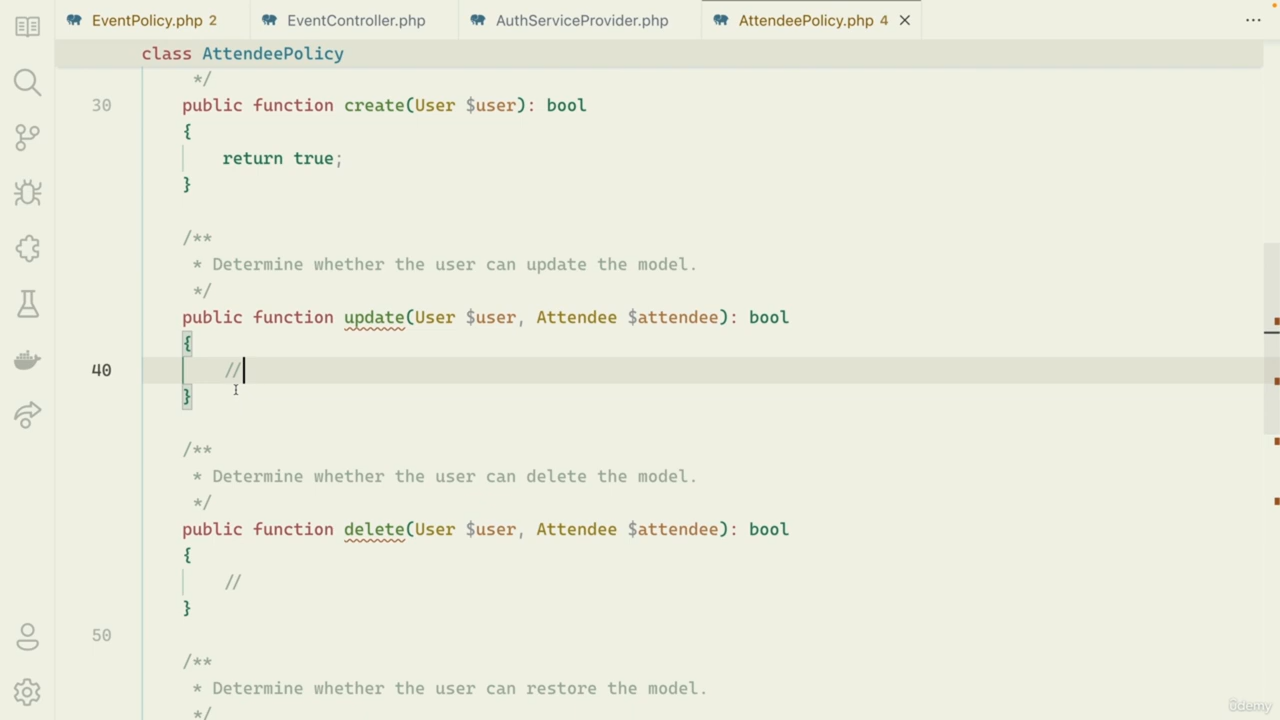 EventPolicy.php 2 EventController.php AuthServiceProvider.php AttendeePolicy.php 4
class AttendeePolicy
*/
30 public function create(User $user): bool
{
return true;
}
/**
* Determine whether the user can update the model.
*/
public function update(User $user, Attendee $attendee): bool
{
40 //
}
/**
* Determine whether the user can delete the model.
*/
public function delete(User $user, Attendee $attendee): bool
{
//
}
50
/**
* Determine whether the user can restore the model.
*/
udemy